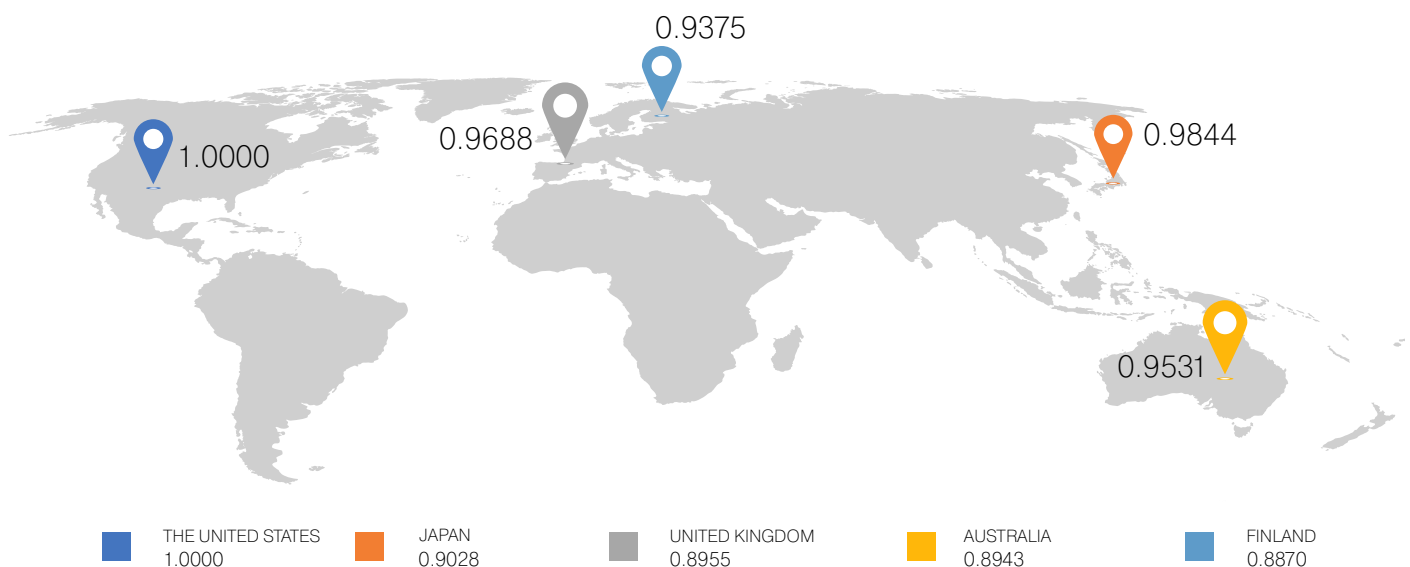 0.9375
0.9688
0.9844
1.0000
0.9531
THE UNITED STATES
1.0000
JAPAN
0.9028
UNITED KINGDOM
0.8955
AUSTRALIA
0.8943
FINLAND
0.8870